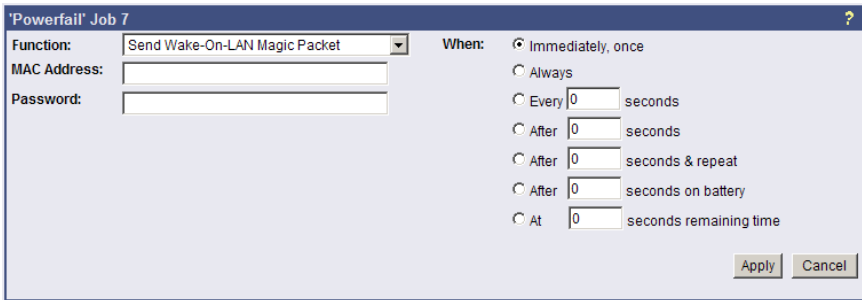 'Powerfail' Job 7 ?
Function: Send Wake-On-LAN Magic Packet When: Immediately, once
MAC Address: Always
Password: Every 0 seconds
After 0 seconds
After 0 seconds & repeat
After 0 seconds on battery
At 0 seconds remaining time
Apply Cancel